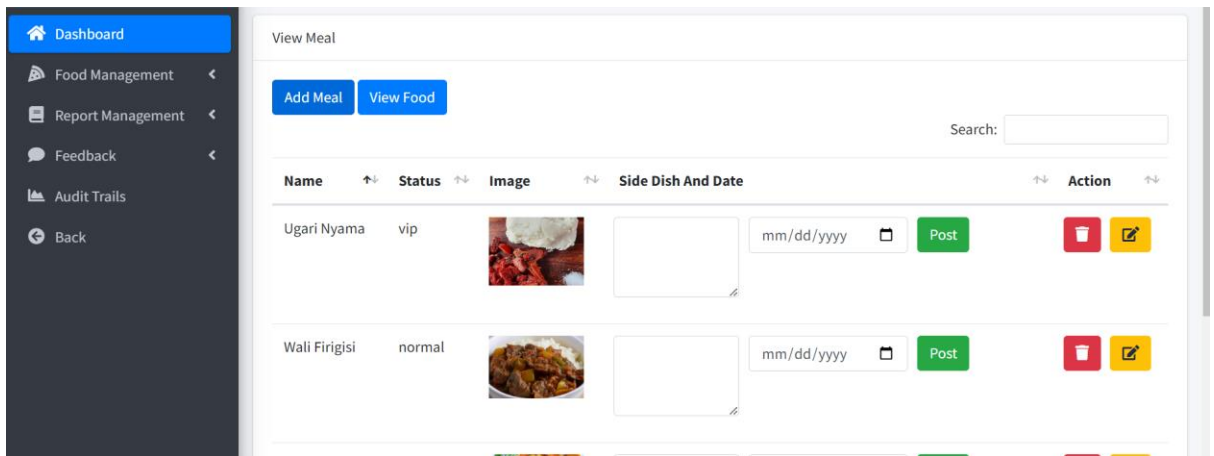 Dashboard
Food Management
Report Management
Feedback
Audit Trails
Back
View Meal
Add Meal View Food
Search:
Name Status Image Side Dish And Date Action
Ugari Nyama vip mm/dd/yyyy Post
Wali Firigisi normal mm/dd/yyyy Post